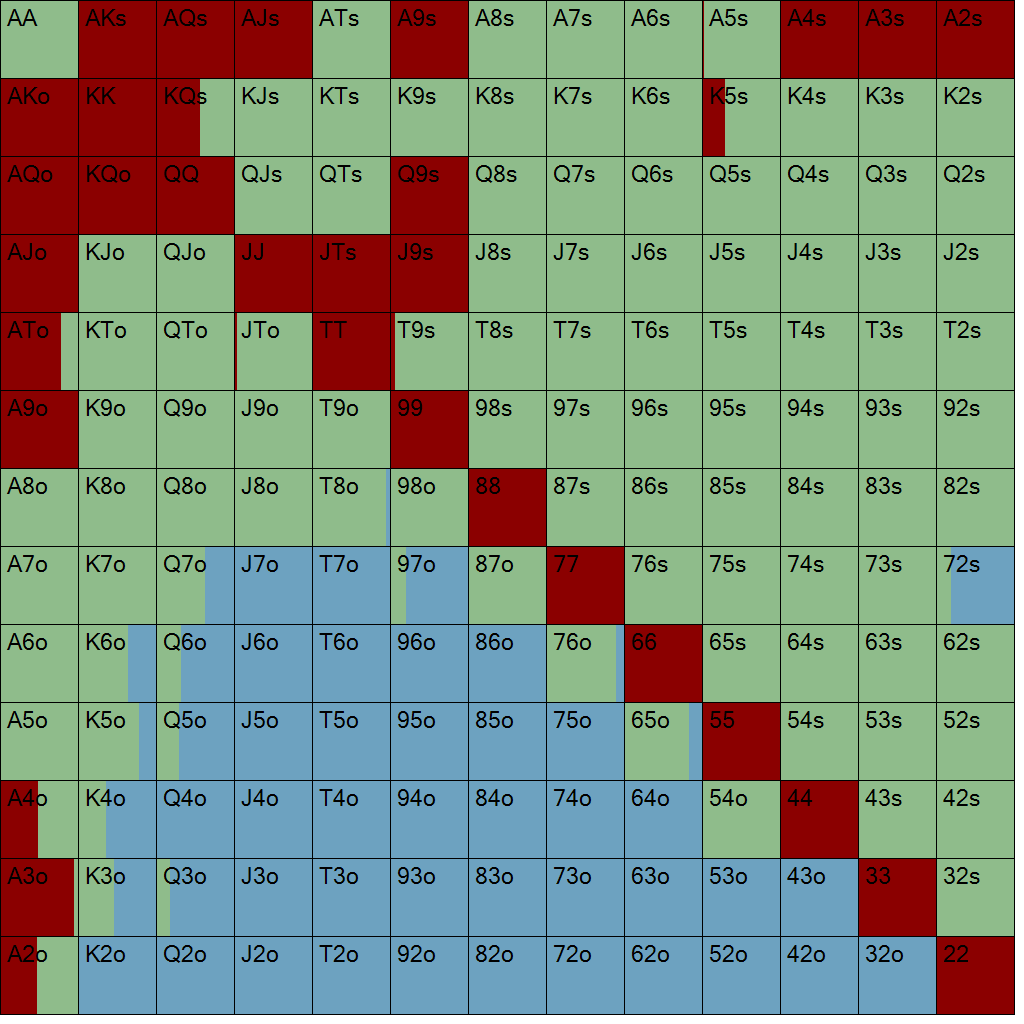 AA AKs AQs AJs ATs A9s A8s A7s A6s A5s A4s A3s A2s
AKo KK KQs KJs KTs K9s K8s K7s K6s K5s K4s K3s K2s
AQo KQo QQ QJs QTs Q9s Q8s Q7s Q6s Q5s Q4s Q3s Q2s
AJo KJo QJo JJ JTs J9s J8s J7s J6s J5s J4s J3s J2s
ATo KTo QTo JTo TT T9s T8s T7s T6s T5s T4s T3s T2s
A9o K9o Q9o J9o T9o 99 98s 97s 96s 95s 94s 93s 92s
A8o K8o Q8o J8o T8o 98o 88 87s 86s 85s 84s 83s 82s
A7o K7o Q7o J7o T7o 97o 87o 77 76s 75s 74s 73s 72s
A6o K6o Q6o J6o T6o 96o 86o 76o 66 65s 64s 63s 62s
A5o K5o Q5o J5o T5o 95o 85o 75o 65o 55 54s 53s 52s
A4o K4o Q4o J4o T4o 94o 84o 74o 64o 54o 44 43s 42s
A3o K3o Q3o J3o T3o 93o 83o 73o 63o 53o 43o 33 32s
A2o K2o Q2o J2o T2o 92o 82o 72o 62o 52o 42o 32o 22